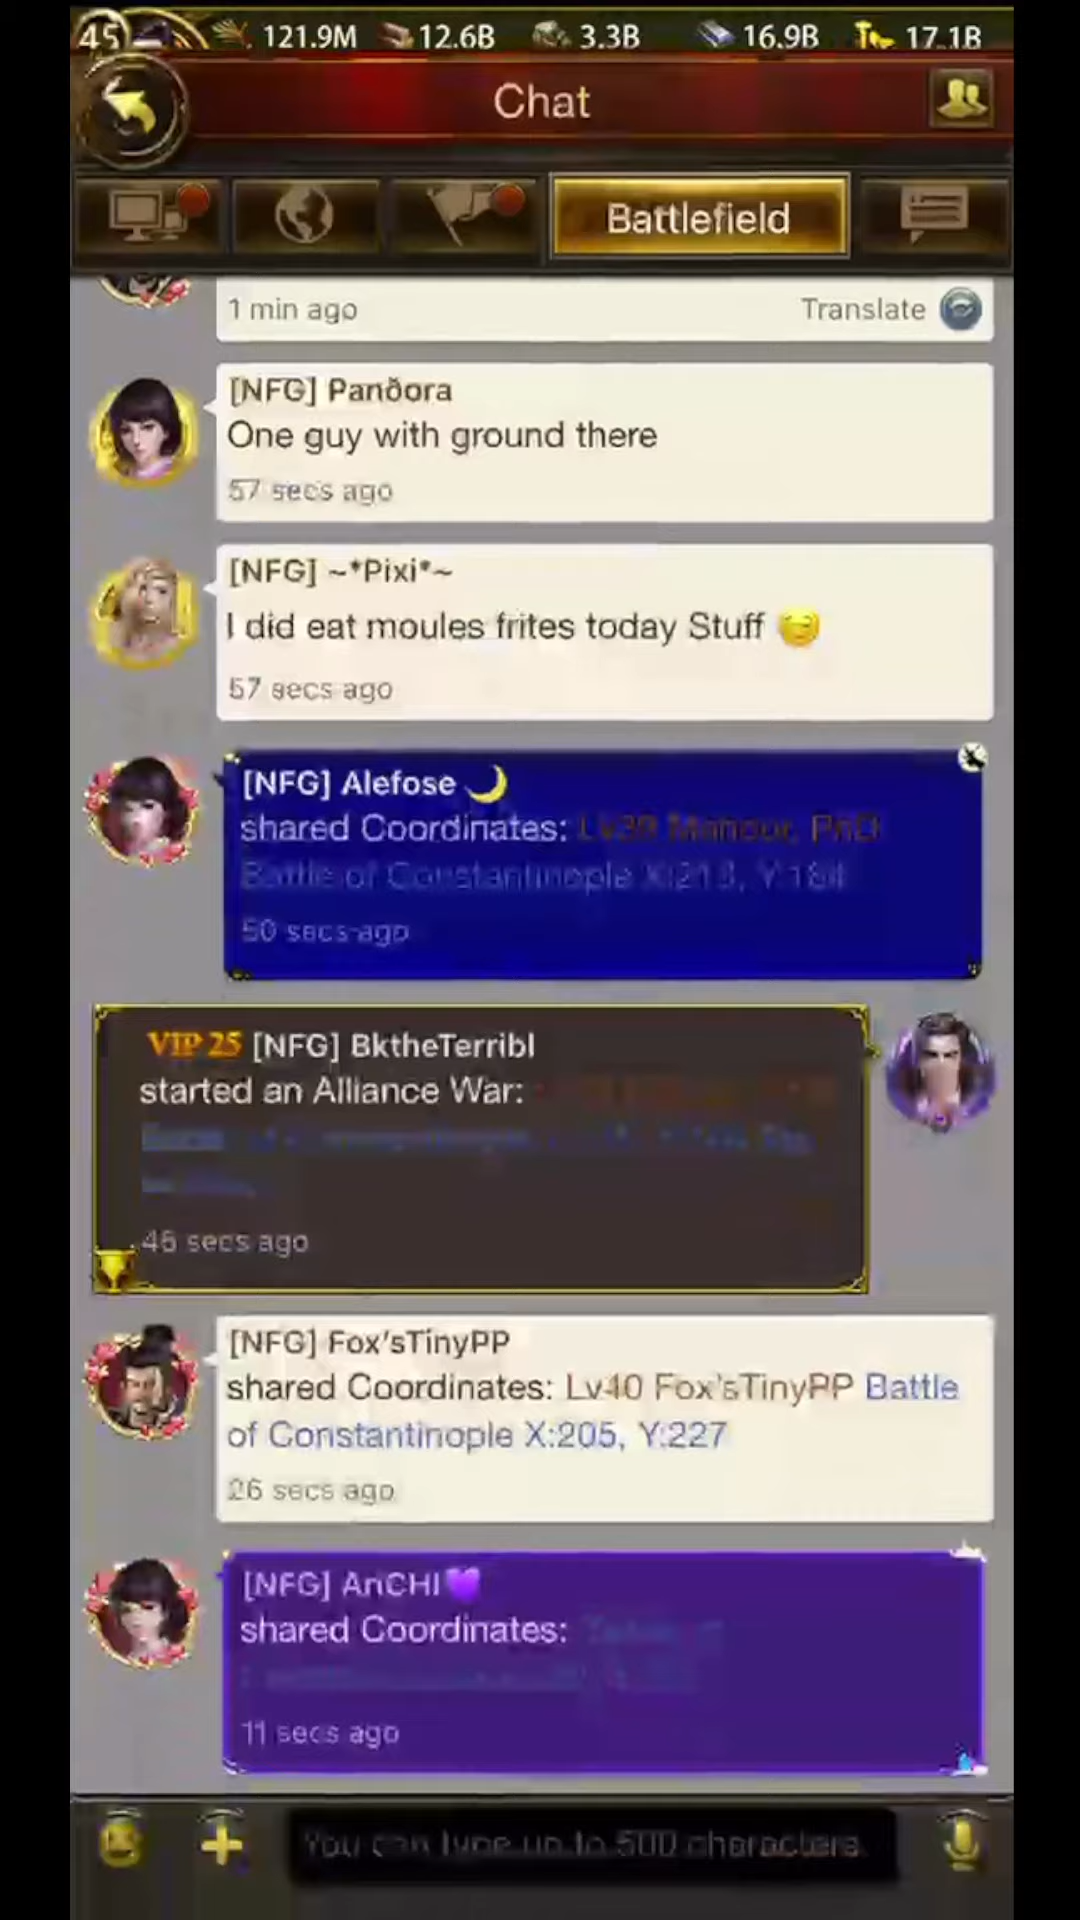 45 121.9M 12.6B 3.3B 16.9B 17.1B
Chat
Battlefield
1 min ago Translate
[NFG] Panðora
One guy with ground there
57 secs ago
[NFG] ~*Pixi*~
I did eat moules frites today Stuff 😏
57 secs ago
[NFG] Alefose 🌙
shared Coordinates: Lv39
Battle of Constantinople
50 secs ago
VIP 25 [NFG] BktheTerribl
started an Alliance War:
46 secs ago
[NFG] Fox'sTinyPP
shared Coordinates: Lv40 Fox'sTinyPP Battle
of Constantinople X:205, Y:227
26 secs ago
[NFG] AnCHI💜
shared Coordinates:
11 secs ago
You can type up to 500 characters.